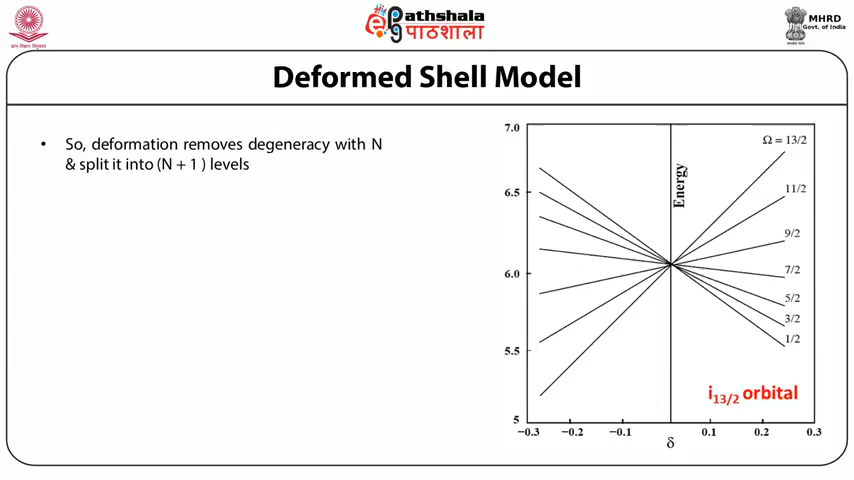 ePathshala
पाठशाला
MHRD
Govt. of India
Deformed Shell Model
• So, deformation removes degeneracy with N
& split it into (N + 1 ) levels
7.0
6.5
6.0
5.5
5
Energy
Ω = 13/2
11/2
9/2
7/2
5/2
3/2
1/2
i13/2 orbital
−0.3 −0.2 −0.1 0.1 0.2 0.3
δ